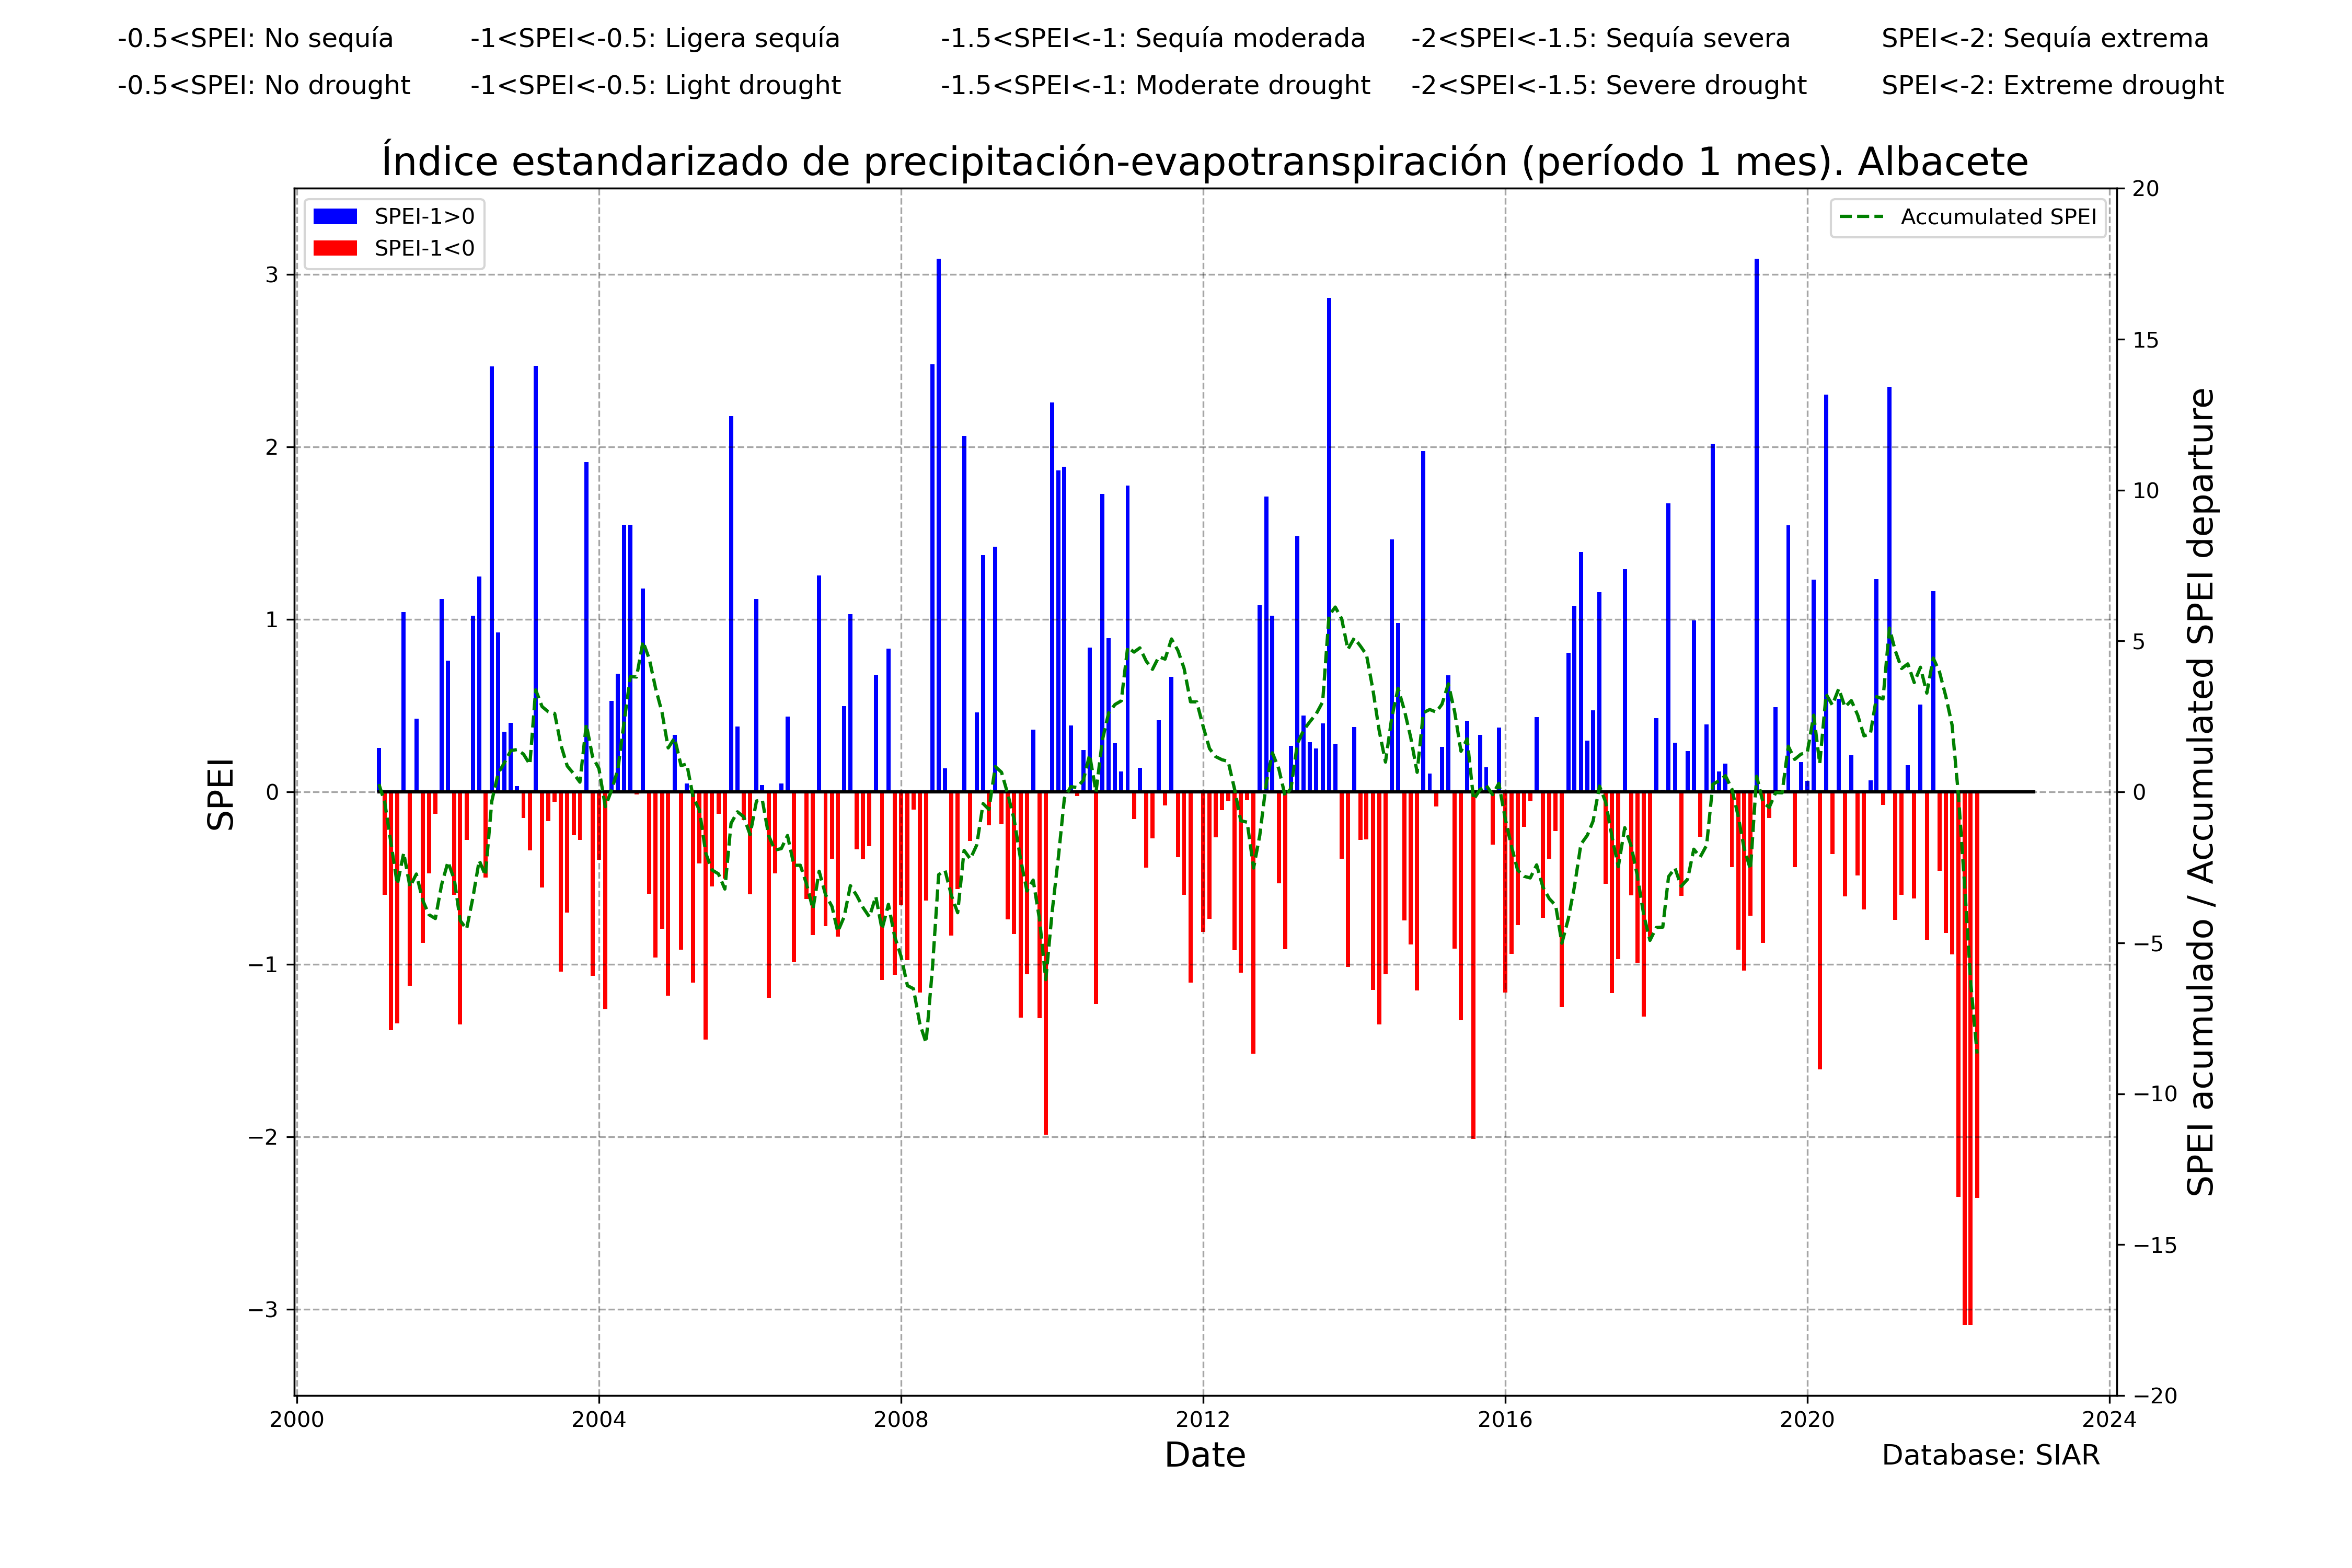 -0.5<SPEI: No sequía
-1<SPEI<-0.5: Ligera sequía
-1.5<SPEI<-1: Sequía moderada
-2<SPEI<-1.5: Sequía severa
SPEI<-2: Sequía extrema
-0.5<SPEI: No drought
-1<SPEI<-0.5: Light drought
-1.5<SPEI<-1: Moderate drought
-2<SPEI<-1.5: Severe drought
SPEI<-2: Extreme drought
Índice estandarizado de precipitación-evapotranspiración (período 1 mes). Albacete
SPEI-1>0
SPEI-1<0
Accumulated SPEI
SPEI
3
2
1
0
−1
−2
−3
20
15
10
5
0
−5
−10
−15
−20
SPEI acumulado / Accumulated SPEI departure
2000
2004
2008
2012
2016
2020
2024
Date
Database: SIAR